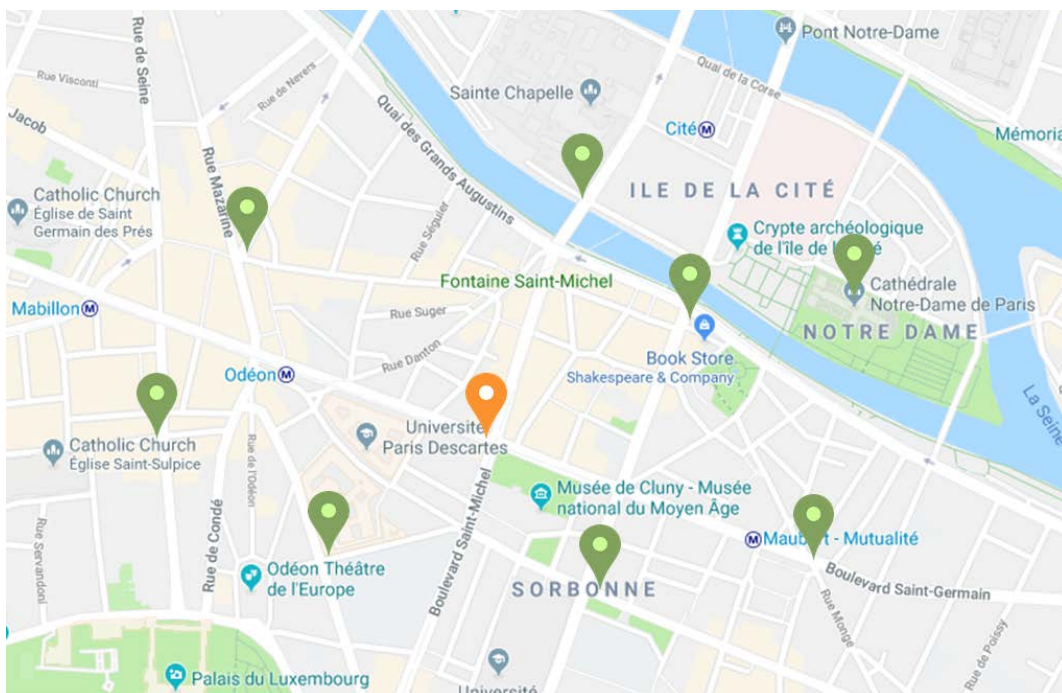 Rue de Seine
Rue Visconti
Rue de Nevers
Jacob
Rue Mazarine
Quai des Grands Augustins
Sainte Chapelle
Pont Notre-Dame
Quai de la Corse
Cité
Mémoria
ILE DE LA CITÉ
Catholic Church
Église de Saint
Germain des Prés
Rue Séguier
Crypte archéologique
de l'île de la
Fontaine Saint-Michel
Cathédrale
Notre-Dame de Paris
NOTRE DAME
Mabillon
Rue Suger
Rue Danton
Book Store
Shakespeare & Company
Odéon
La Seine
Catholic Church
Église Saint-Sulpice
Rue de l'Odéon
Paris Descartes
Musée de Cluny - Musée
national du Moyen Âge
Boulevard Saint-Michel
Rue Servandoni
Rue de Condé
Odéon Théâtre
de l'Europe
SORBONNE
Mutualité
Boulevard Saint-Germain
Rue Monge
Rue de Poissy
Palais du Luxembourg
Université